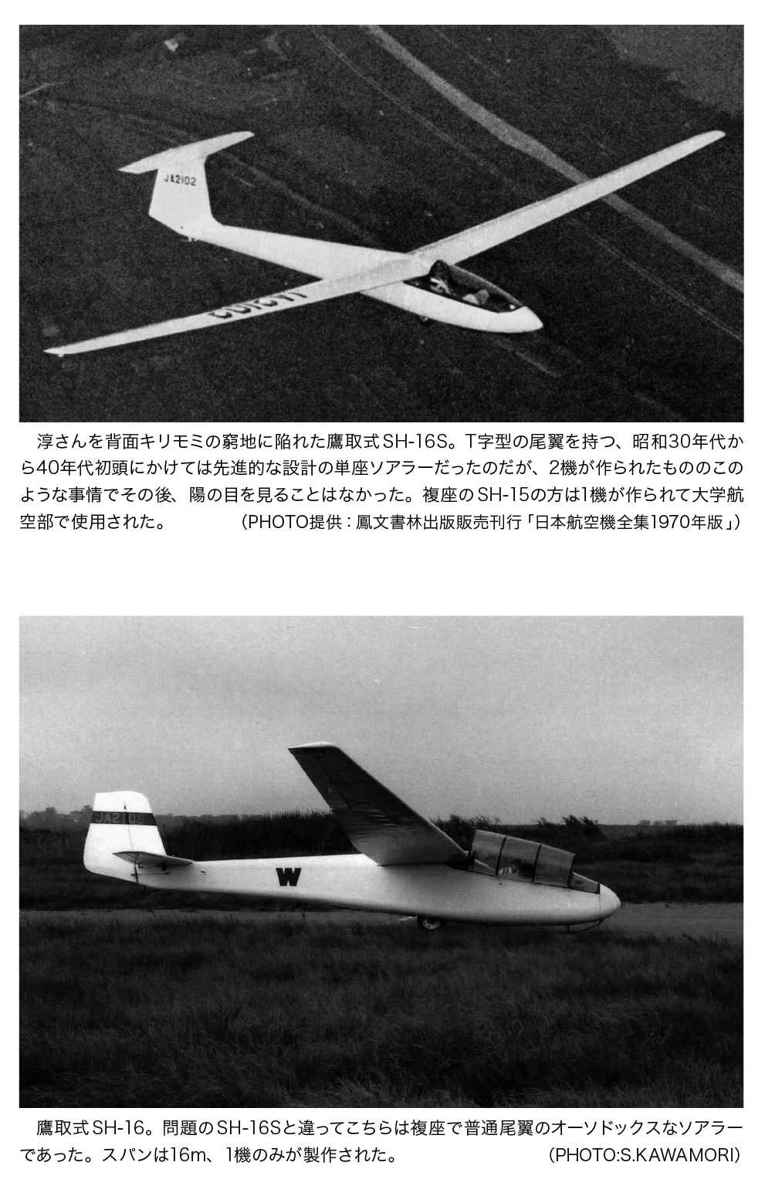 JA2102
淳さんを背面キリモミの窮地に陥れた鷹取式SH-16S。T字型の尾翼を持つ、昭和30年代か
ら40年代初頭にかけては先進的な設計の単座ソアラーだったのだが、2機が作られたもののこの
ような事情でその後、陽の目を見ることはなかった。複座のSH-15の方は1機が作られて大学航
空部で使用された。 （PHOTO提供：鳳文書林出版販売刊行「日本航空機全集1970年版」）
W
鷹取式SH-16。問題のSH-16Sと違ってこちらは複座で普通尾翼のオーソドックスなソアラー
であった。スパンは16m、1機のみが製作された。 （PHOTO:S.KAWAMORI）